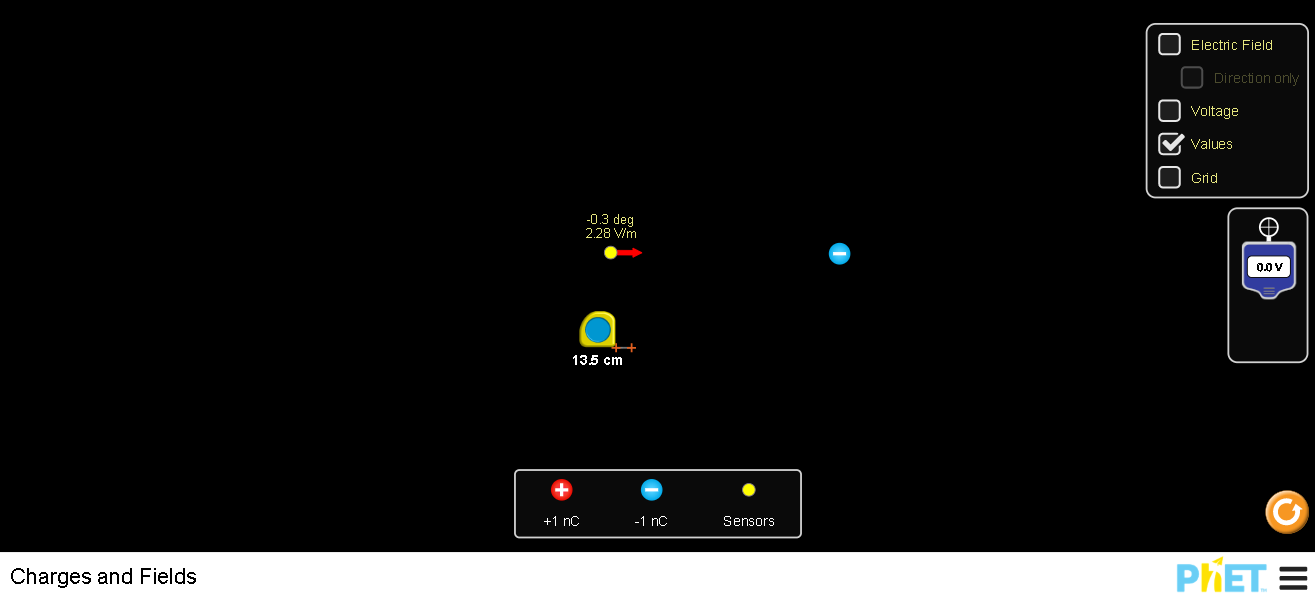 Electric Field
Direction only
Voltage
Values
Grid
-0.3 deg
2.28 V/m
0.0 V
13.5 cm
+1 nC
-1 nC
Sensors
Charges and Fields
PhET